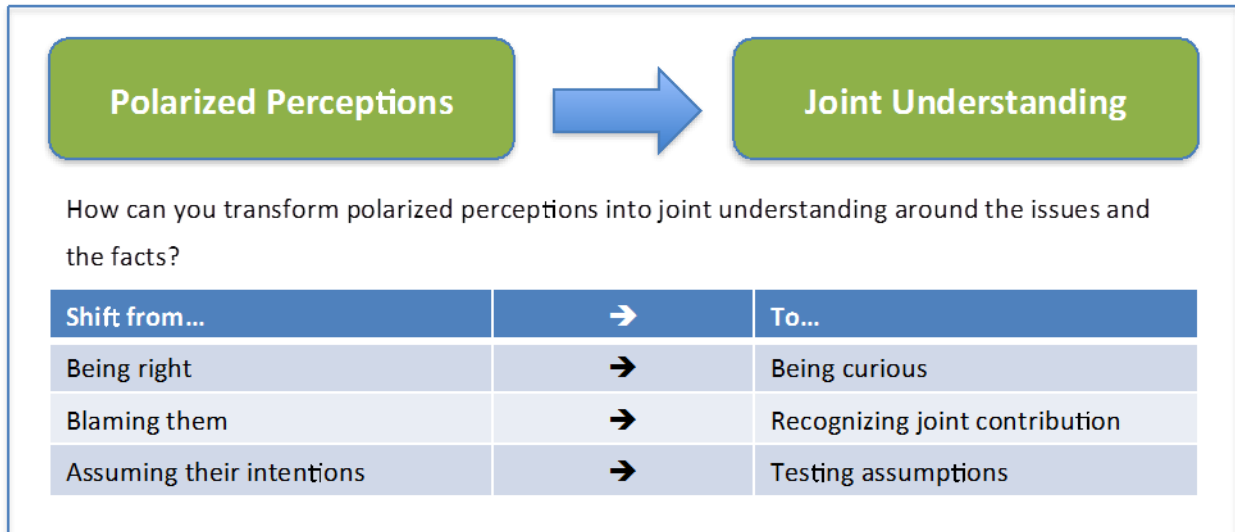 Polarized Perceptions
Joint Understanding
How can you transform polarized perceptions into joint understanding around the issues and
the facts?
Shift from… ➔ To…
Being right ➔ Being curious
Blaming them ➔ Recognizing joint contribution
Assuming their intentions ➔ Testing assumptions